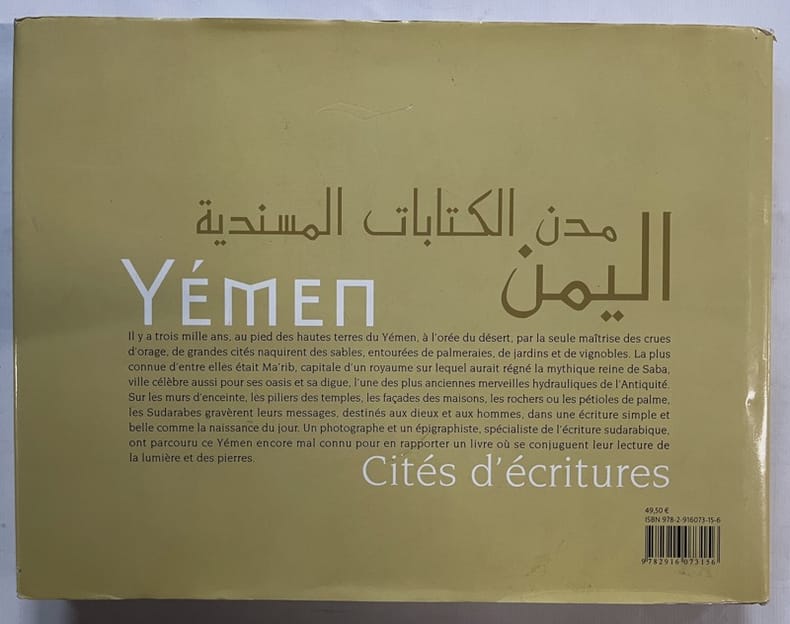 مدن الكتابات المسندية
اليمن
Yémen
Il y a trois mille ans, au pied des hautes terres du Yémen, à l'orée du désert, par la seule maîtrise des crues
d'orage, de grandes cités naquirent des sables, entourées de palmeraies, de jardins et de vignobles. La plus
connue d'entre elles était Ma'rib, capitale d'un royaume sur lequel aurait régné la mythique reine de Saba,
ville célèbre aussi pour ses oasis et sa digue, l'une des plus anciennes merveilles hydrauliques de l'Antiquité.
Sur les murs d'enceinte, les piliers des temples, les façades des maisons, les rochers ou les pétioles de palme,
les Sudarabes gravèrent leurs messages, destinés aux dieux et aux hommes, dans une écriture simple et
belle comme la naissance du jour. Un photographe et un épigraphiste, spécialiste de l'écriture sudarabique,
ont parcouru ce Yémen encore mal connu pour en rapporter un livre où se conjuguent leur lecture de
la lumière et des pierres.
Cités d'écritures
49,50 €
ISBN 978-2-916073-15-6
9782916073156